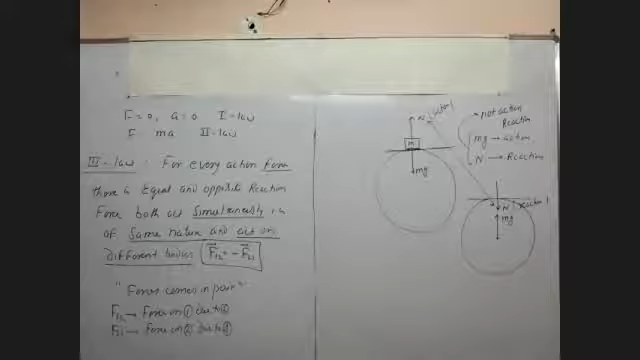 F=0, a=0 I-law
F ma II-law
III-law: For every action force
there is Equal and opposite Reaction
Force both act simultaneously is
of same nature and act on
different bodies F12 = -F21
"Forces comes in pair"
F12 → Force on ① due to ②
F21 → Force on ② due to ①
N
m
mg
not action
Reaction
mg → action
N → Reaction
N
reaction 1
mg